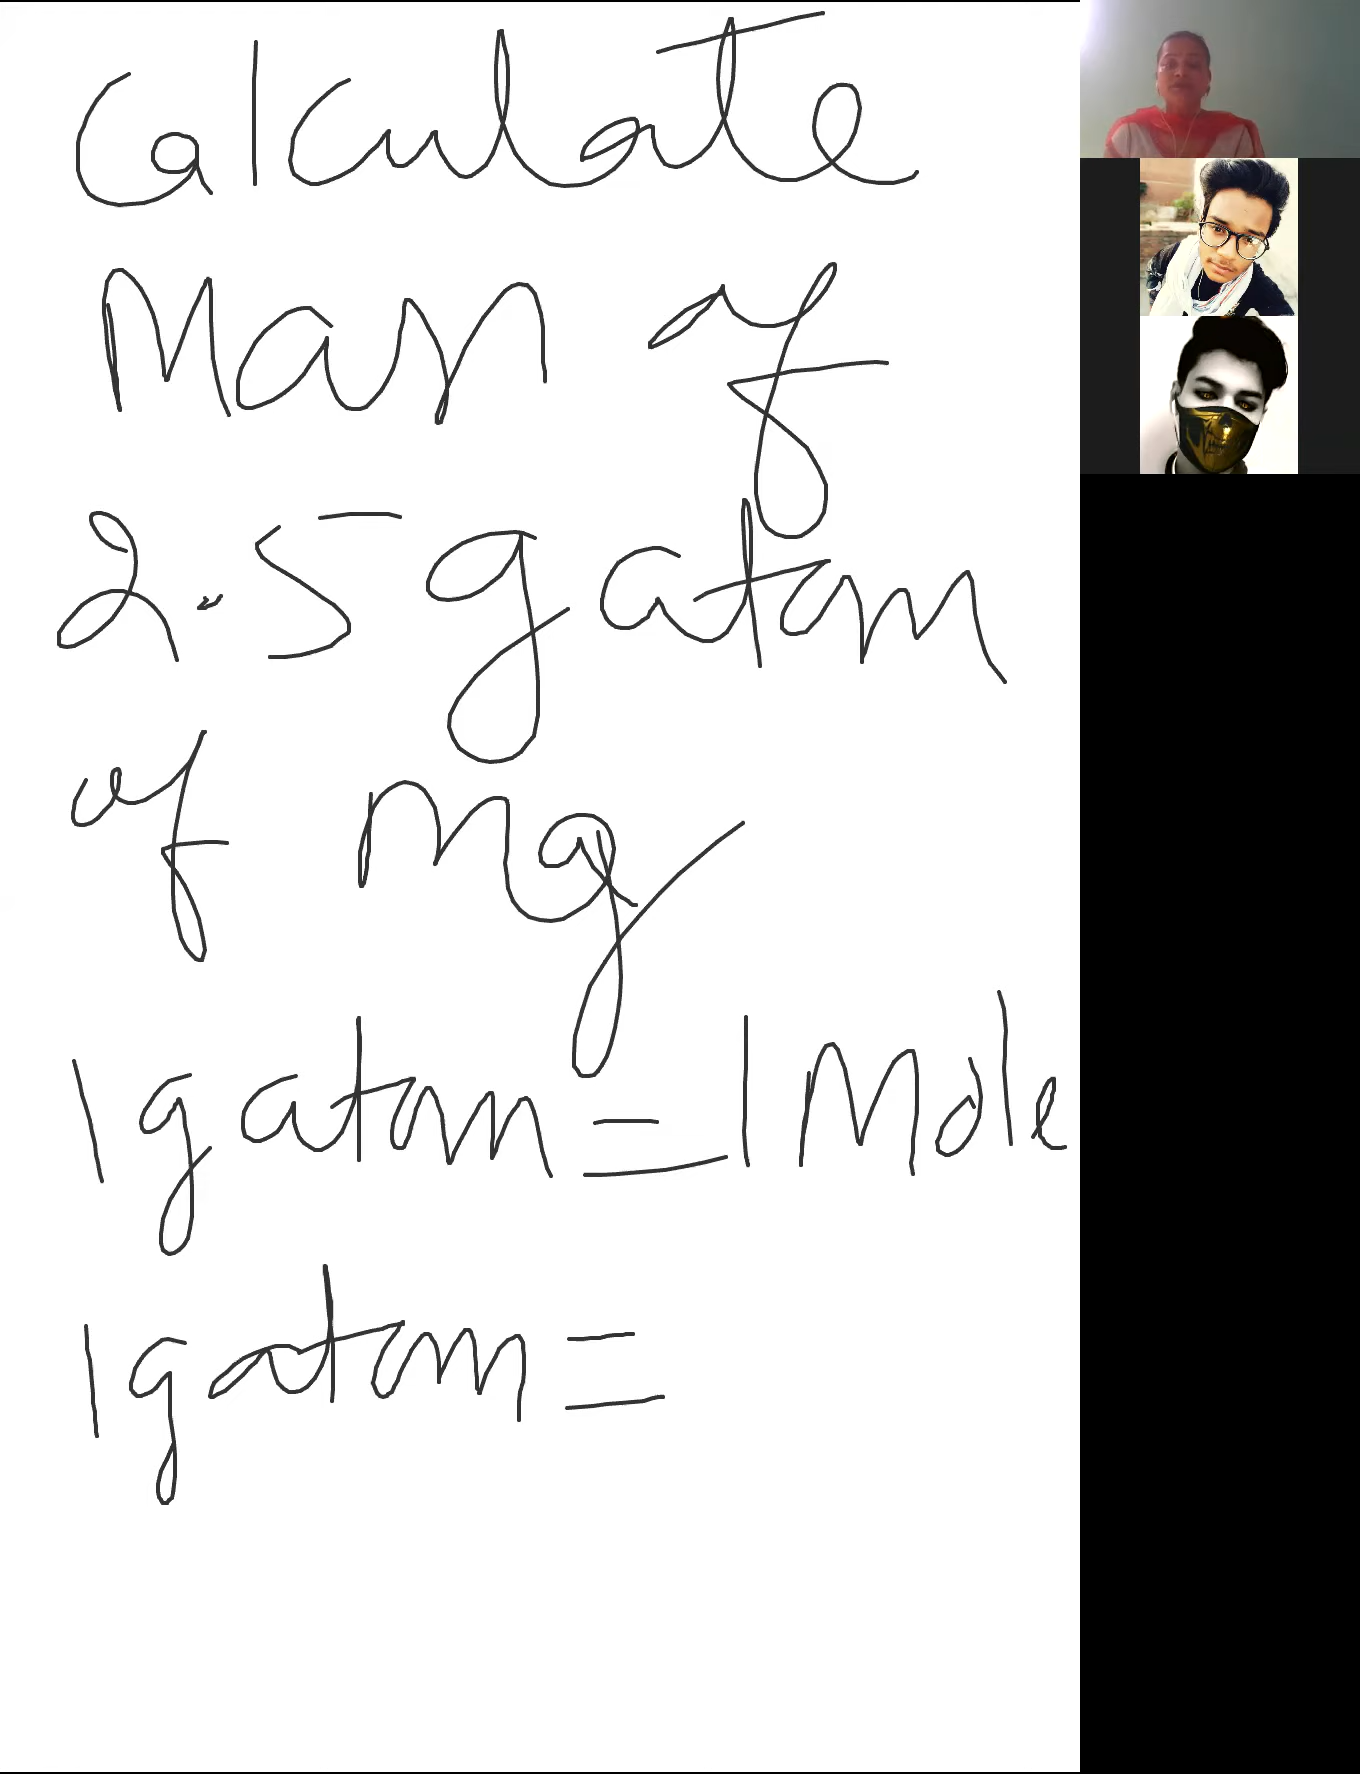 Calculate
Mass of
2.5 g atom
of Mg
1 g atom = 1 Mole
1 g atom =